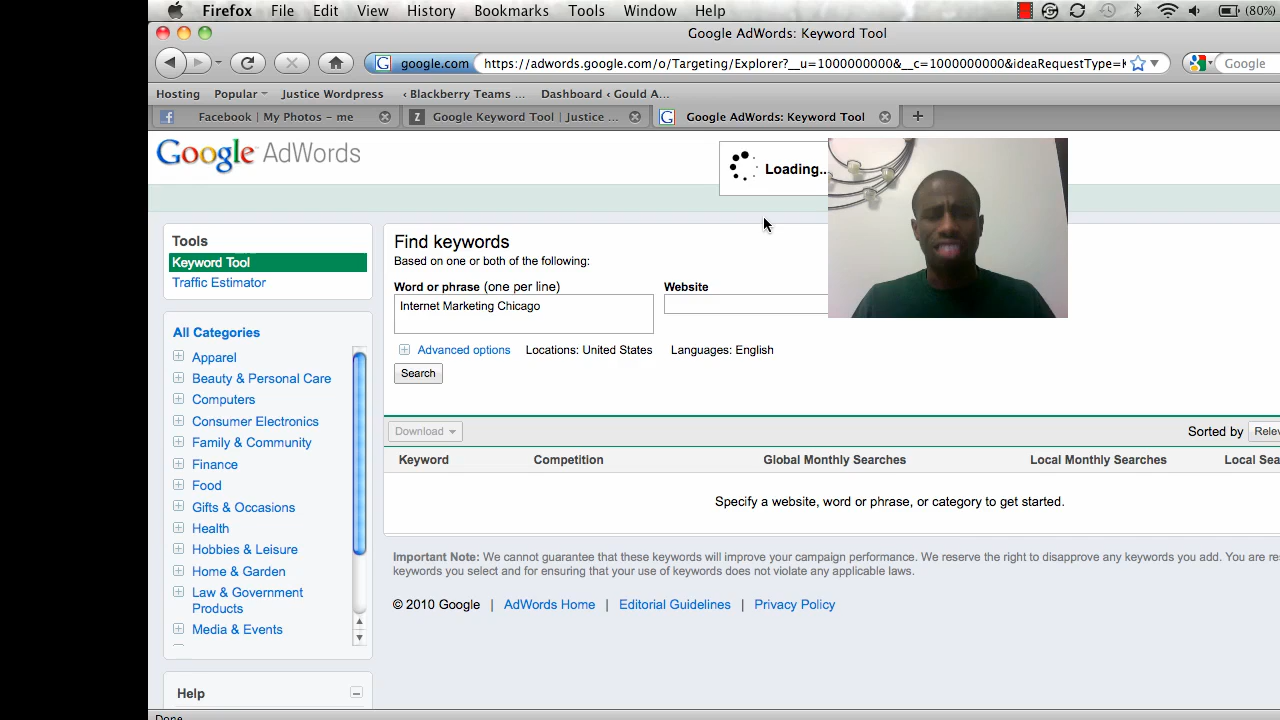 Firefox File Edit View History Bookmarks Tools Window Help (80%)
Google AdWords: Keyword Tool
google.com https://adwords.google.com/o/Targeting/Explorer?__u=1000000000&__c=1000000000&ideaRequestType=K Google
Hosting Popular Justice Wordpress ‹ Blackberry Teams ... Dashboard ‹ Gould A...
Facebook | My Photos - me Google Keyword Tool | Justice ... Google AdWords: Keyword Tool
Google AdWords
Loading...
Tools
Keyword Tool
Traffic Estimator
All Categories
Apparel
Beauty & Personal Care
Computers
Consumer Electronics
Family & Community
Finance
Food
Gifts & Occasions
Health
Hobbies & Leisure
Home & Garden
Law & Government
Products
Media & Events
Help
Find keywords
Based on one or both of the following:
Word or phrase (one per line) Website
Internet Marketing Chicago
Advanced options Locations: United States Languages: English
Search
Download Sorted by Relev
Keyword Competition Global Monthly Searches Local Monthly Searches Local Sea
Specify a website, word or phrase, or category to get started.
Important Note: We cannot guarantee that these keywords will improve your campaign performance. We reserve the right to disapprove any keywords you add. You are res
keywords you select and for ensuring that your use of keywords does not violate any applicable laws.
© 2010 Google | AdWords Home | Editorial Guidelines | Privacy Policy
Done